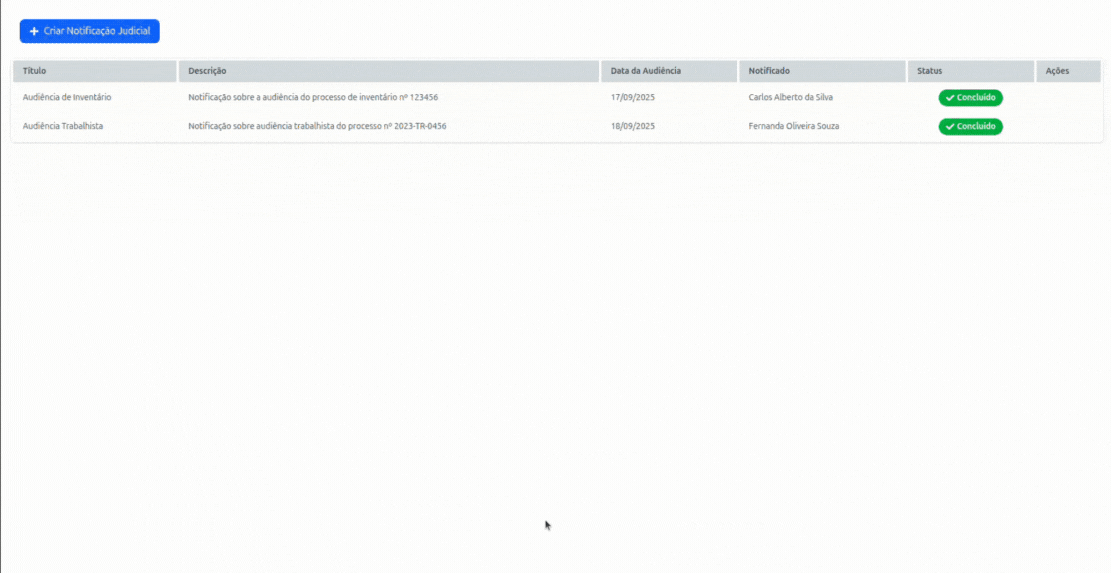 Criar Notificação Judicial
Título Descrição Data da Audiência Notificado Status Ações
Audiência de Inventário Notificação sobre a audiência do processo de inventário nº 123456 17/09/2025 Carlos Alberto da Silva Concluído
Audiência Trabalhista Notificação sobre audiência trabalhista do processo nº 2023-TR-0456 18/09/2025 Fernanda Oliveira Souza Concluído